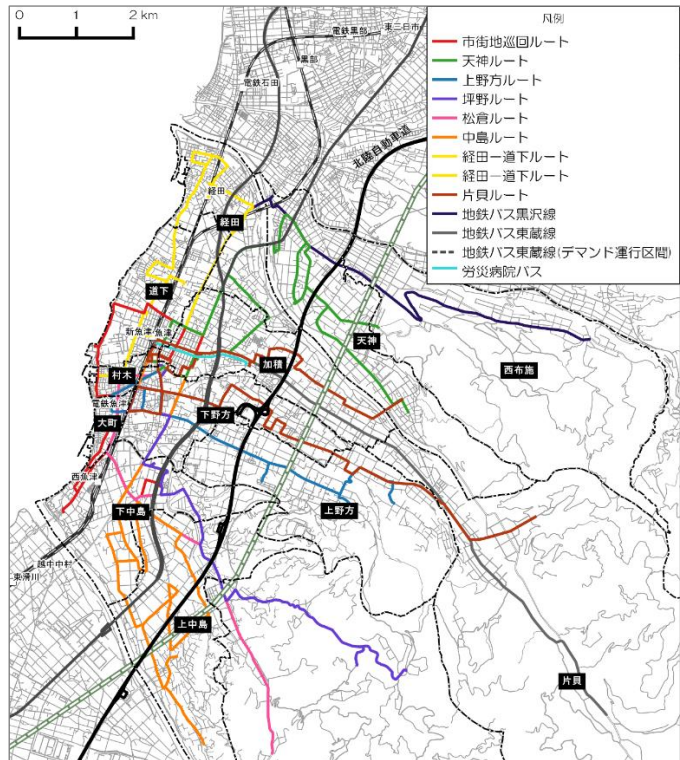 0 1 2 km
凡例
市街地巡回ルート
天神ルート
上野方ルート
坪野ルート
松倉ルート
中島ルート
経田ー道下ルート
経田―道下ルート
片貝ルート
地鉄バス黒沢線
地鉄バス東蔵線
地鉄バス東蔵線(デマンド運行区間)
労災病院バス
東三日市
電鉄黒部
黒部
電鉄石田
北陸自動車道
経田
経田
道下
新魚津
魚津
天神
加積
西布施
村木
電鉄魚津
大町
下野方
西魚津
下中島
上野方
越中中村
東滑川
上中島
片貝